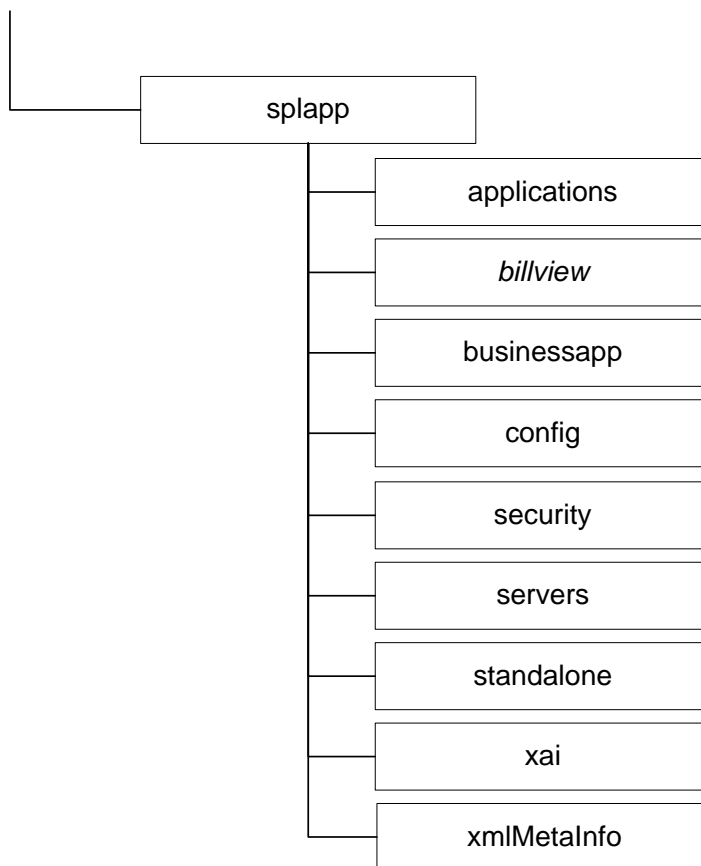 splapp
applications
billview
businessapp
config
security
servers
standalone
xai
xmlMetaInfo